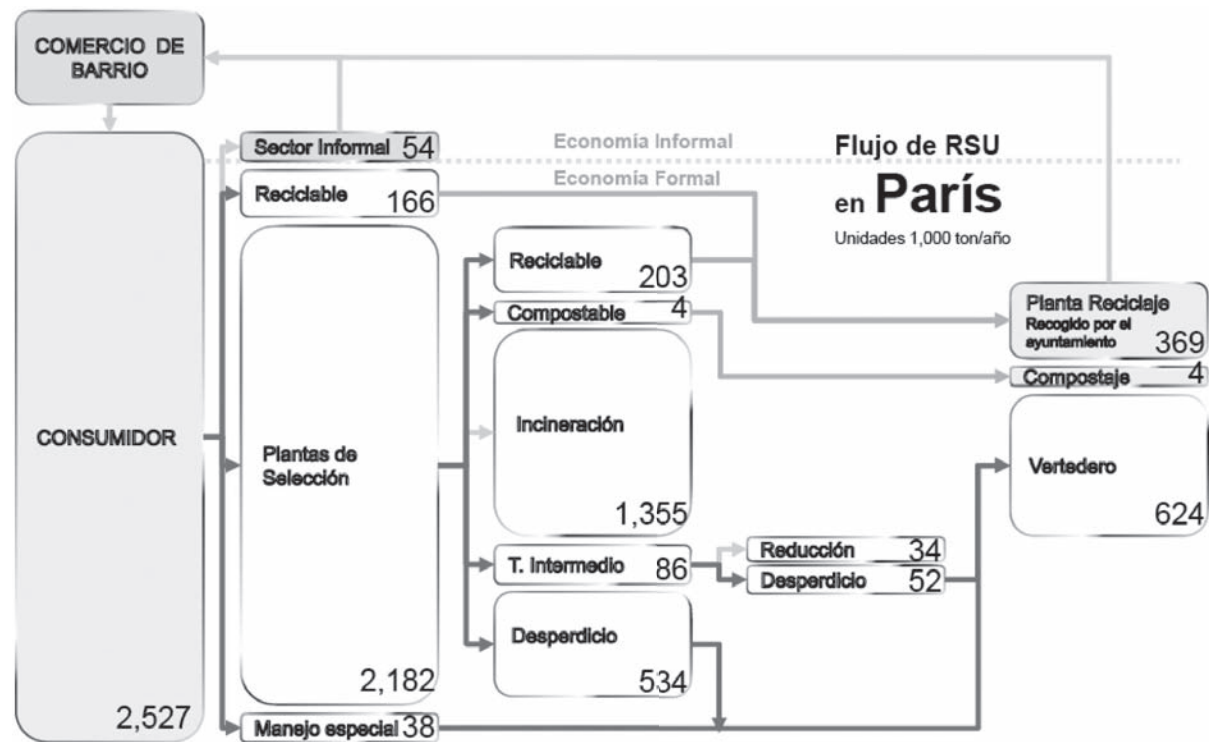 COMERCIO DE
BARRIO
Sector Informal 54
Economía Informal
Flujo de RSU
Reciclable
166
Economía Formal
en París
Unidades 1,000 ton/año
Reciclable
203
Compostable 4
Planta Reciclaje
Recogido por el
ayuntamiento 369
Compostaje 4
CONSUMIDOR
2,527
Plantas de
Selección
2,182
Incineración
1,355
Vertedero
624
T. Intermedio 86
Reducción 34
Desperdicio 52
Desperdicio
534
Manejo especial 38